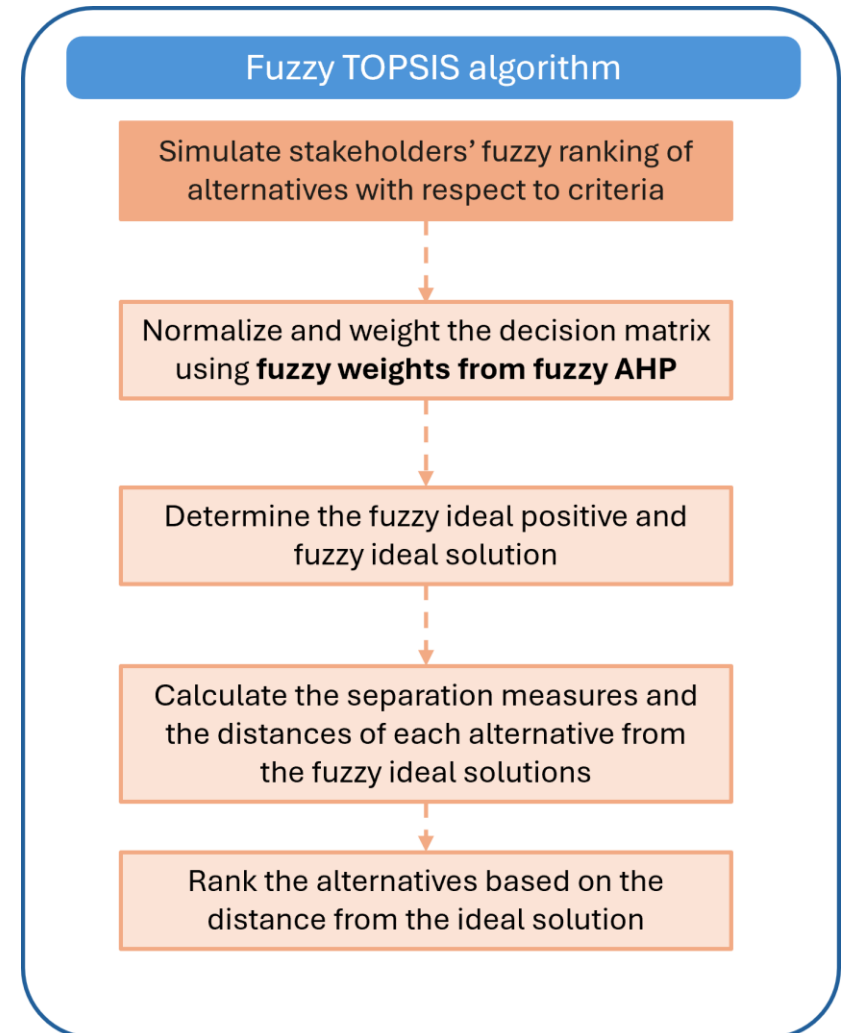 Fuzzy TOPSIS algorithm
Simulate stakeholders’ fuzzy ranking of
alternatives with respect to criteria
Normalize and weight the decision matrix
using fuzzy weights from fuzzy AHP
Determine the fuzzy ideal positive and
fuzzy ideal solution
Calculate the separation measures and
the distances of each alternative from
the fuzzy ideal solutions
Rank the alternatives based on the
distance from the ideal solution